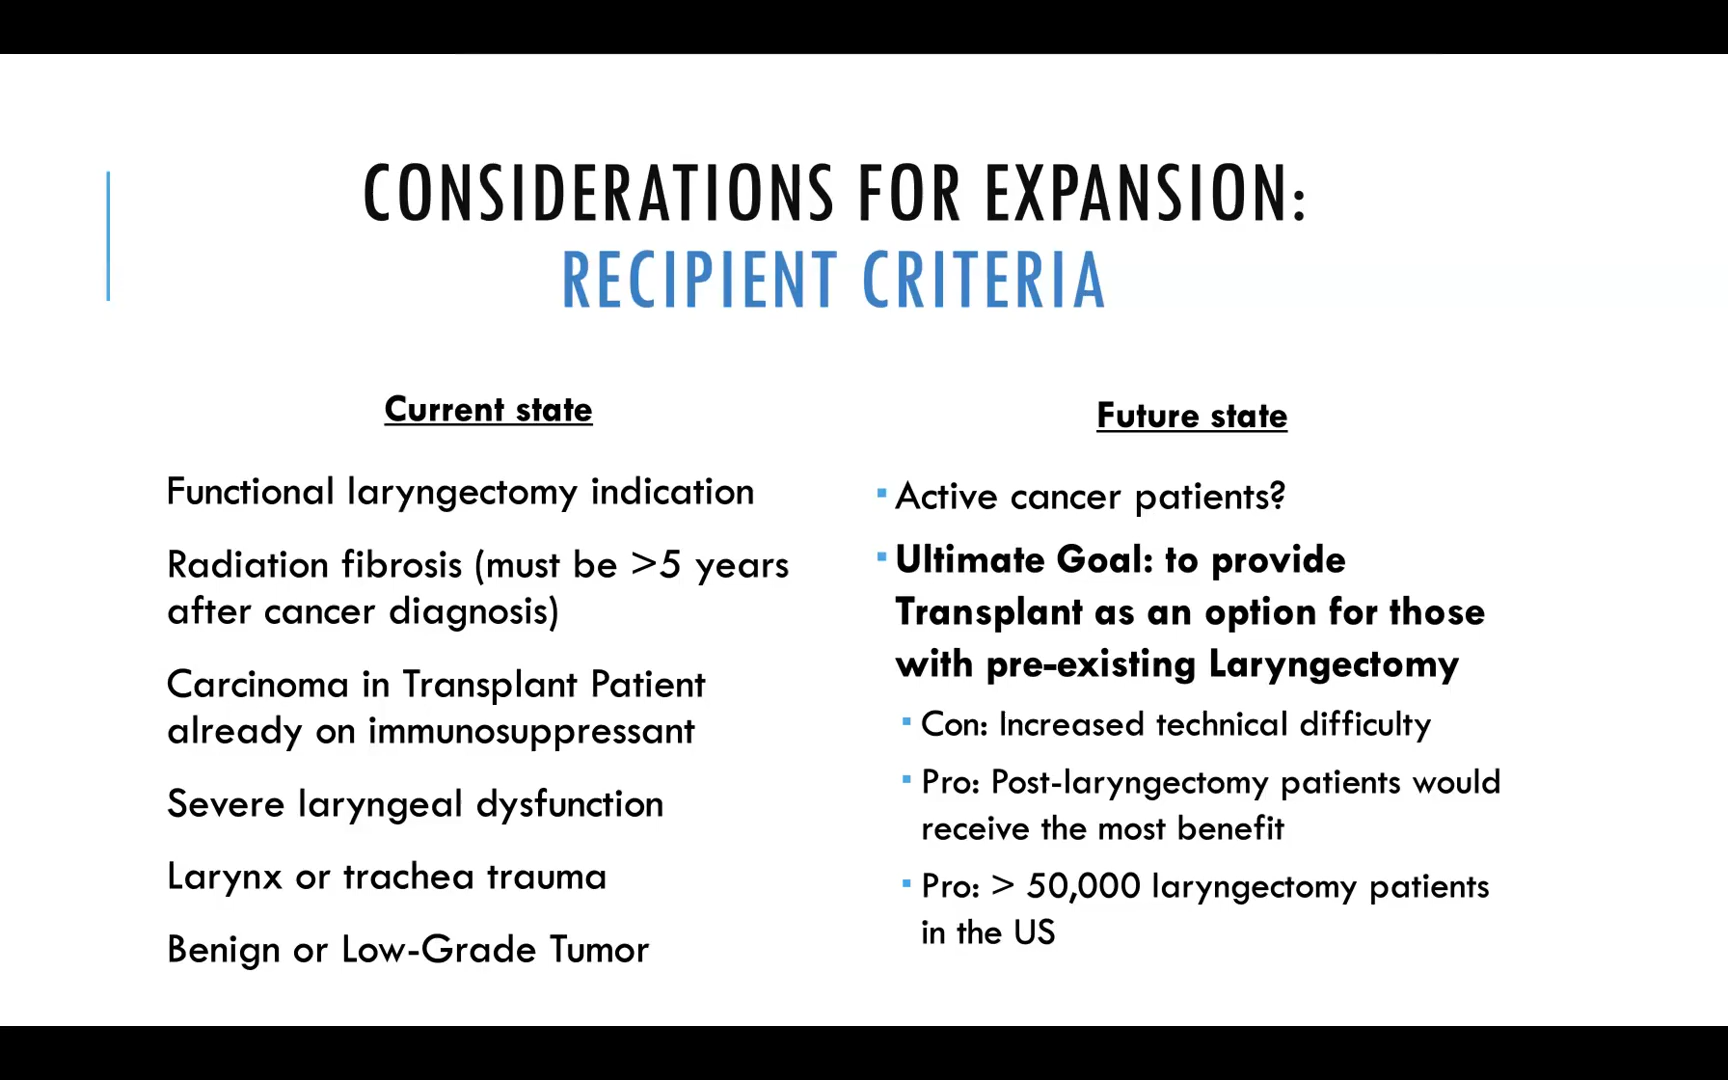 CONSIDERATIONS FOR EXPANSION:
RECIPIENT CRITERIA
Current state
Functional laryngectomy indication
Radiation fibrosis (must be >5 years
after cancer diagnosis)
Carcinoma in Transplant Patient
already on immunosuppressant
Severe laryngeal dysfunction
Larynx or trachea trauma
Benign or Low-Grade Tumor
Future state
▪ Active cancer patients?
▪ Ultimate Goal: to provide
Transplant as an option for those
with pre-existing Laryngectomy
▪ Con: Increased technical difficulty
▪ Pro: Post-laryngectomy patients would
receive the most benefit
▪ Pro: > 50,000 laryngectomy patients
in the US